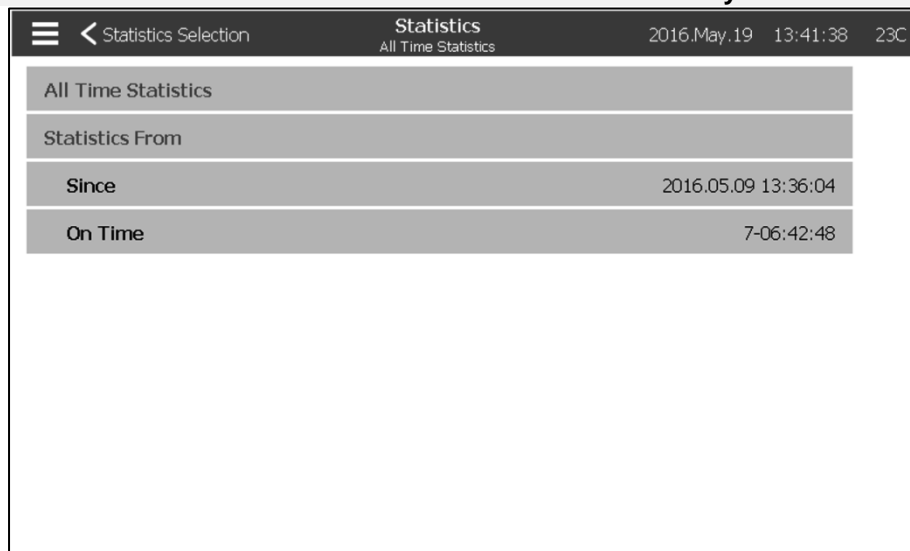 Statistics Selection
Statistics
All Time Statistics
2016.May.19 13:41:38 23C
All Time Statistics
Statistics From
Since 2016.05.09 13:36:04
On Time 7-06:42:48